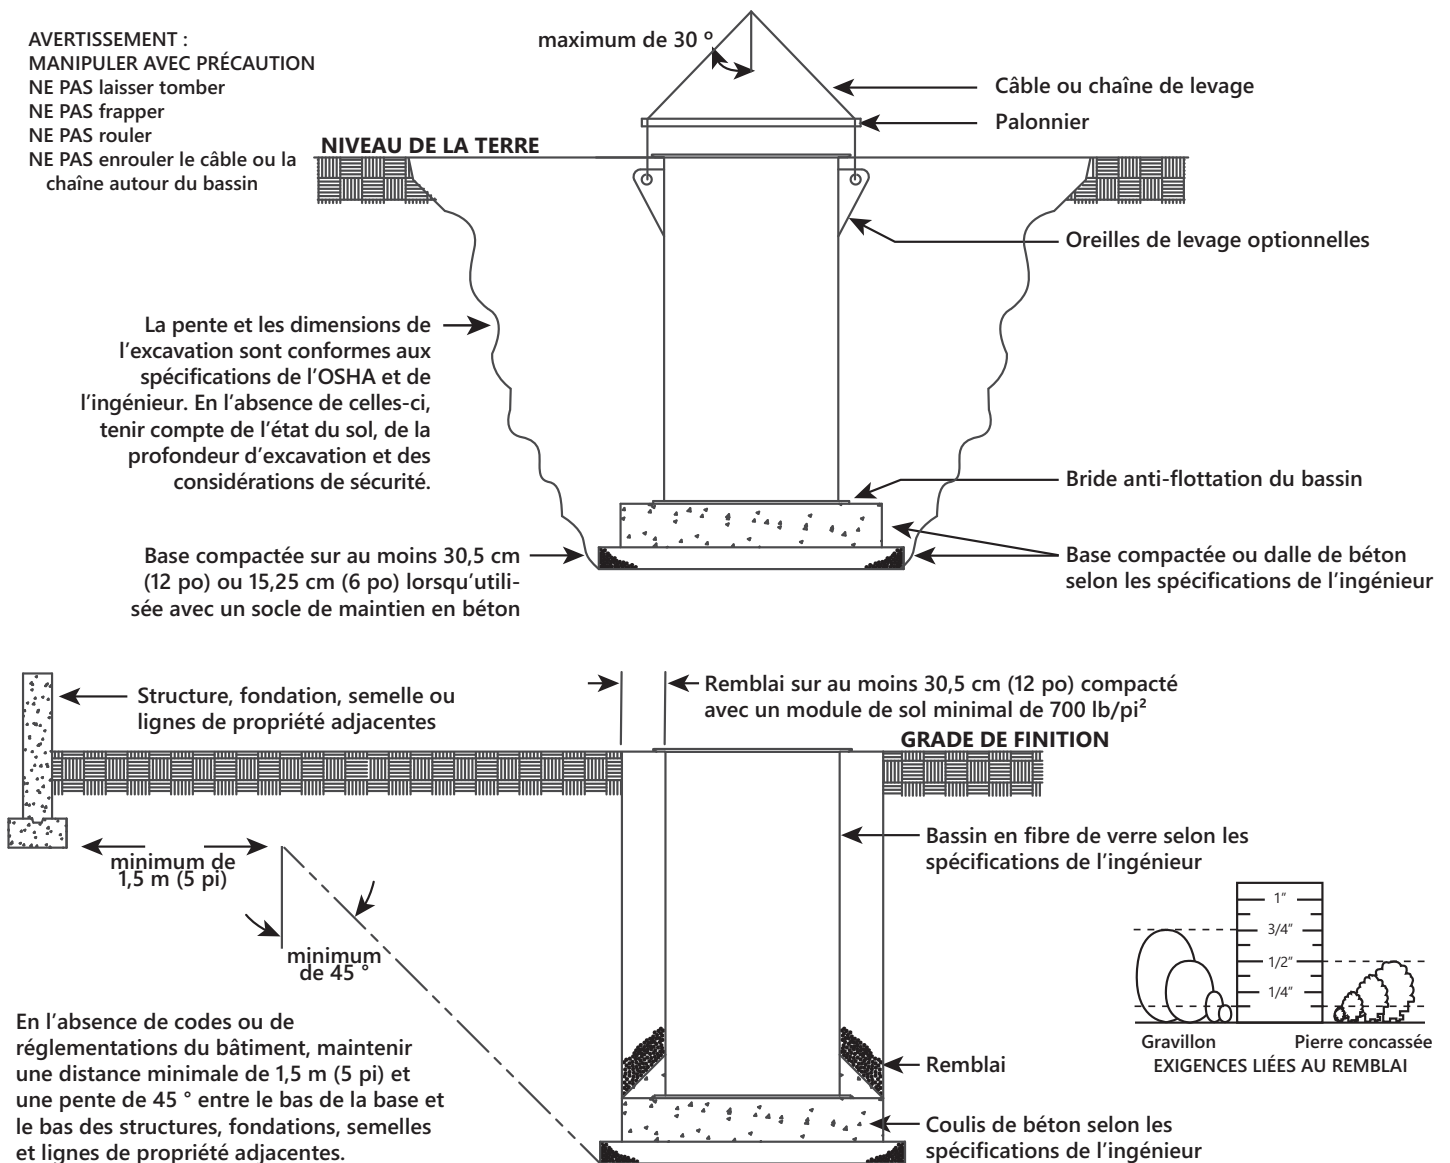 AVERTISSEMENT :
MANIPULER AVEC PRÉCAUTION
NE PAS laisser tomber
NE PAS frapper
NE PAS rouler
NE PAS enrouler le câble ou la
chaîne autour du bassin
maximum de 30 º
Câble ou chaîne de levage
Palonnier
NIVEAU DE LA TERRE
Oreilles de levage optionnelles
La pente et les dimensions de
l'excavation sont conformes aux
spécifications de l'OSHA et de
l'ingénieur. En l'absence de celles-ci,
tenir compte de l'état du sol, de la
profondeur d'excavation et des
considérations de sécurité.
Bride anti-flottation du bassin
Base compactée sur au moins 30,5 cm
(12 po) ou 15,25 cm (6 po) lorsqu'utili-
sée avec un socle de maintien en béton
Base compactée ou dalle de béton
selon les spécifications de l'ingénieur
Structure, fondation, semelle ou
lignes de propriété adjacentes
Remblai sur au moins 30,5 cm (12 po) compacté
avec un module de sol minimal de 700 lb/pi²
GRADE DE FINITION
minimum de
1,5 m (5 pi)
Bassin en fibre de verre selon les
spécifications de l'ingénieur
minimum
de 45 °
1"
3/4"
1/2"
1/4"
Gravillon
Pierre concassée
EXIGENCES LIÉES AU REMBLAI
En l'absence de codes ou de
réglementations du bâtiment, maintenir
une distance minimale de 1,5 m (5 pi) et
une pente de 45 ° entre le bas de la base et
le bas des structures, fondations, semelles
et lignes de propriété adjacentes.
Remblai
Coulis de béton selon les
spécifications de l'ingénieur